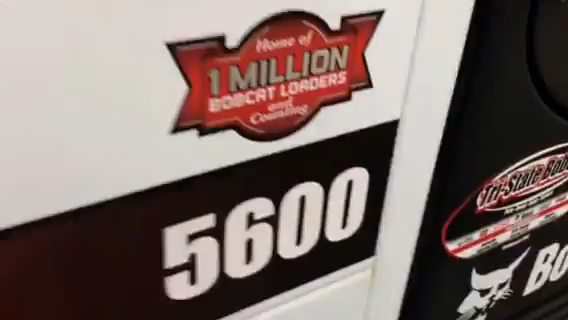 Home of
1 MILLION
BOBCAT LOADERS
and
Counting
5600
Tri-State Bob
Bo